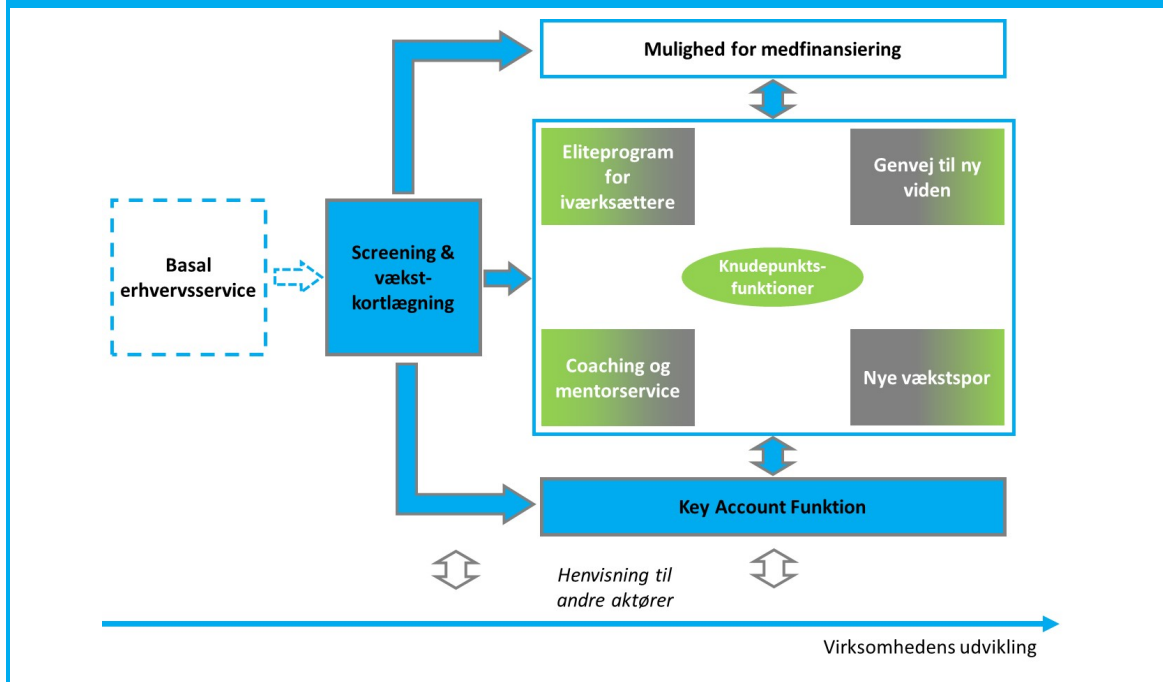 Mulighed for medfinansiering
Eliteprogram
for
iværksættere
Genvej til ny
viden
Basal
erhvervsservice
Screening &
vækst-
kortlægning
Knudepunkts-
funktioner
Coaching og
mentorservice
Nye vækstspor
Key Account Funktion
Henvisning til
andre aktører
Virksomhedens udvikling